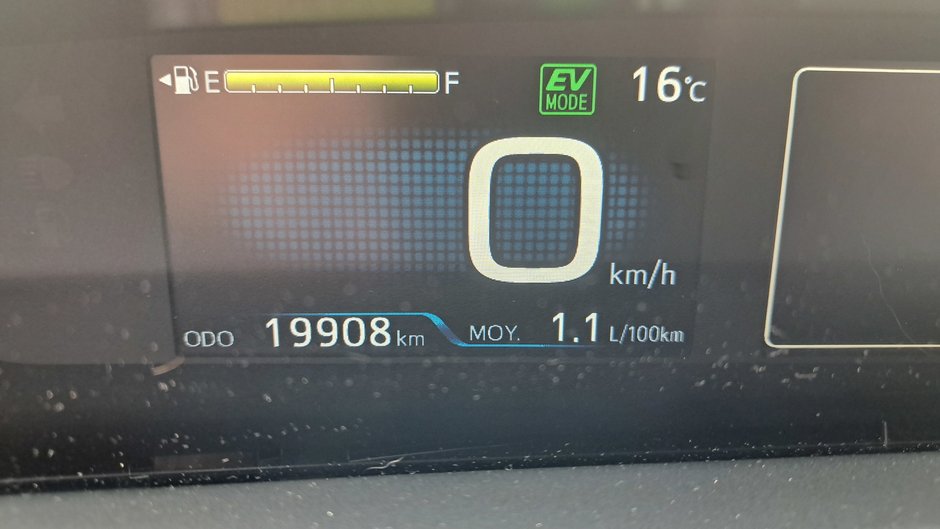 E F
EV
MODE
16°C
0
km/h
ODO 19908 km
MOY. 1.1 L/100km